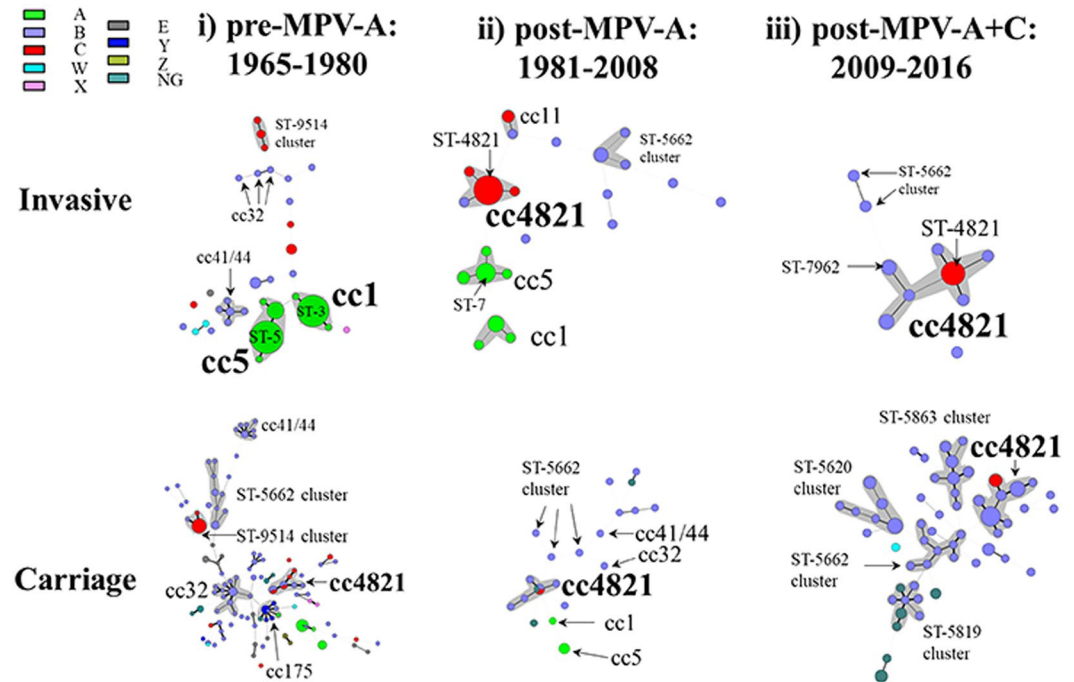 A
B
C
W
X
E
Y
Z
NG
i) pre-MPV-A:
1965-1980
ii) post-MPV-A:
1981-2008
iii) post-MPV-A+C:
2009-2016
Invasive
ST-9514
cluster
cc32
cc41/44
cc1
ST-3
ST-5
cc5
cc11
ST-4821
ST-5662
cluster
cc4821
cc5
ST-7
cc1
ST-5662
cluster
ST-4821
ST-7962
cc4821
Carriage
cc41/44
ST-5662 cluster
ST-9514 cluster
cc32
cc4821
cc175
ST-5662
cluster
cc41/44
cc32
cc4821
cc1
cc5
ST-5863 cluster
cc4821
ST-5620
cluster
ST-5662
cluster
ST-5819
cluster